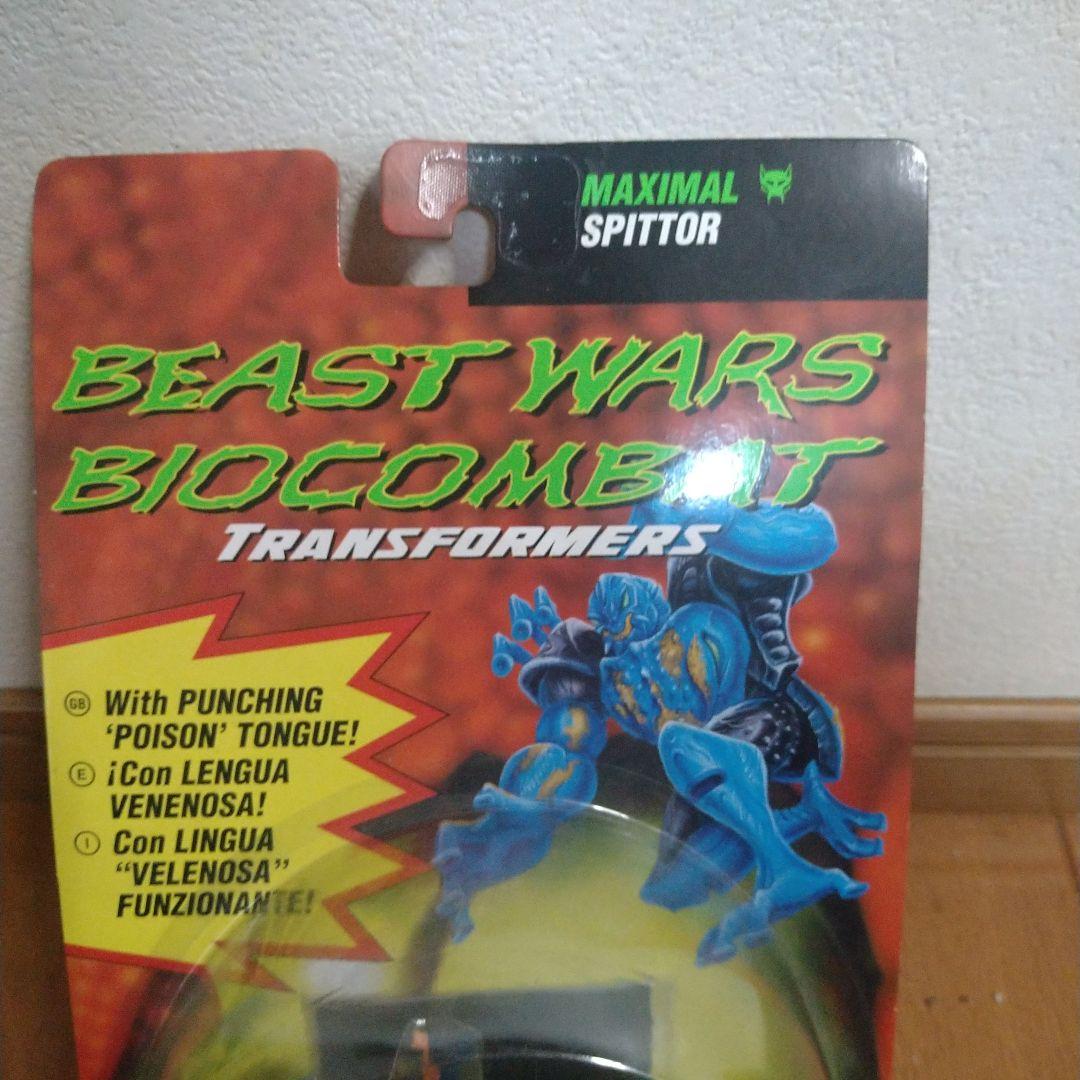 MAXIMAL
SPITTOR
BEAST WARS
BIOCOMBAT
TRANSFORMERS
GB With PUNCHING
'POISON' TONGUE!
E ¡Con LENGUA
VENENOSA!
I Con LINGUA
"VELENOSA"
FUNZIONANTE!